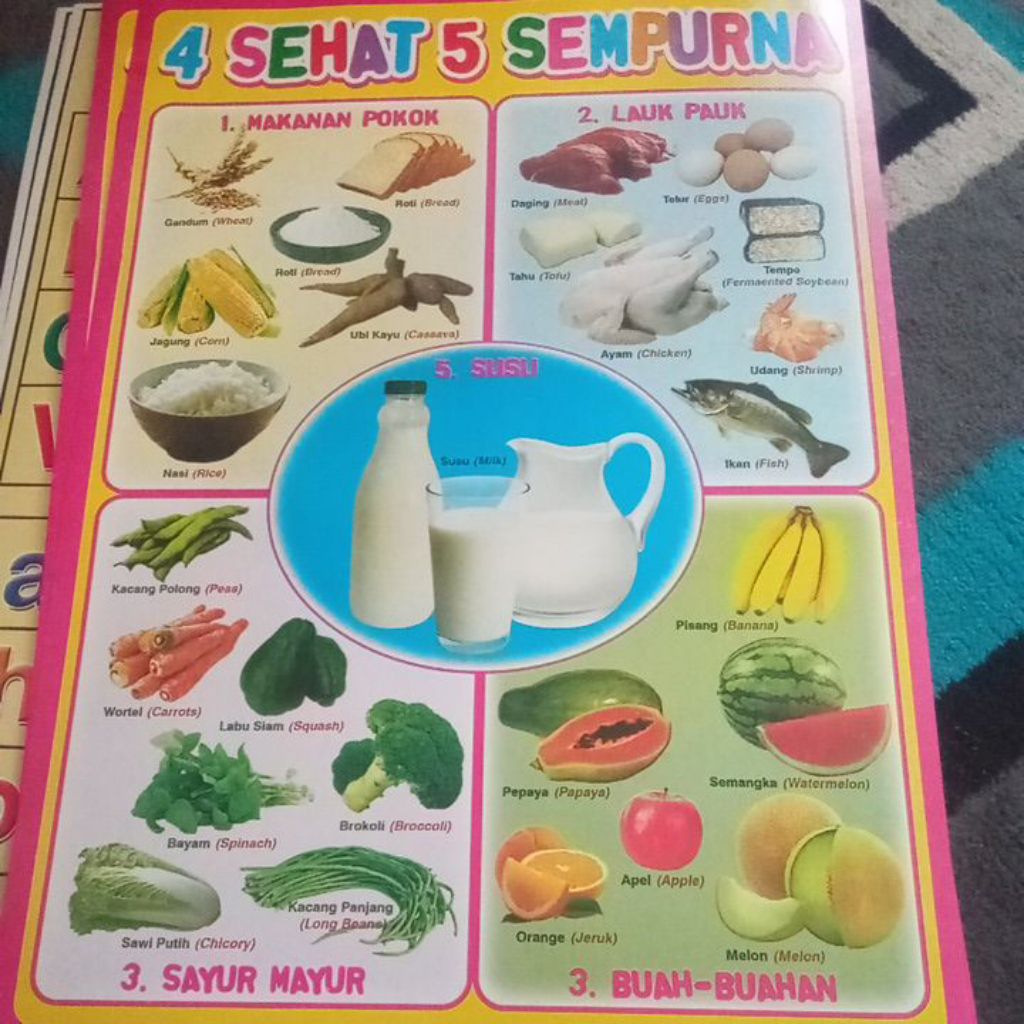 4 SEHAT 5 SEMPURNA
1. MAKANAN POKOK
Gandum (Wheat)
Roti (Bread)
Roti (Bread)
Jagung (Corn)
Ubi Kayu (Cassava)
Nasi (Rice)
2. LAUK PAUK
Daging (Meat)
Telur (Eggs)
Tahu (Tofu)
Tempo
(Fermaented Soybean)
Ayam (Chicken)
Udang (Shrimp)
Ikan (Fish)
5. SUSU
Susu (Milk)
Kacang Polong (Peas)
Wortel (Carrots)
Labu Siam (Squash)
Brokoli (Broccoli)
Bayam (Spinach)
Kacang Panjang
(Long Beans)
Sawi Putih (Chicory)
3. SAYUR MAYUR
Pisang (Banana)
Pepaya (Papaya)
Semangka (Watermelon)
Apel (Apple)
Orange (Jeruk)
Melon (Melon)
3. BUAH-BUAHAN